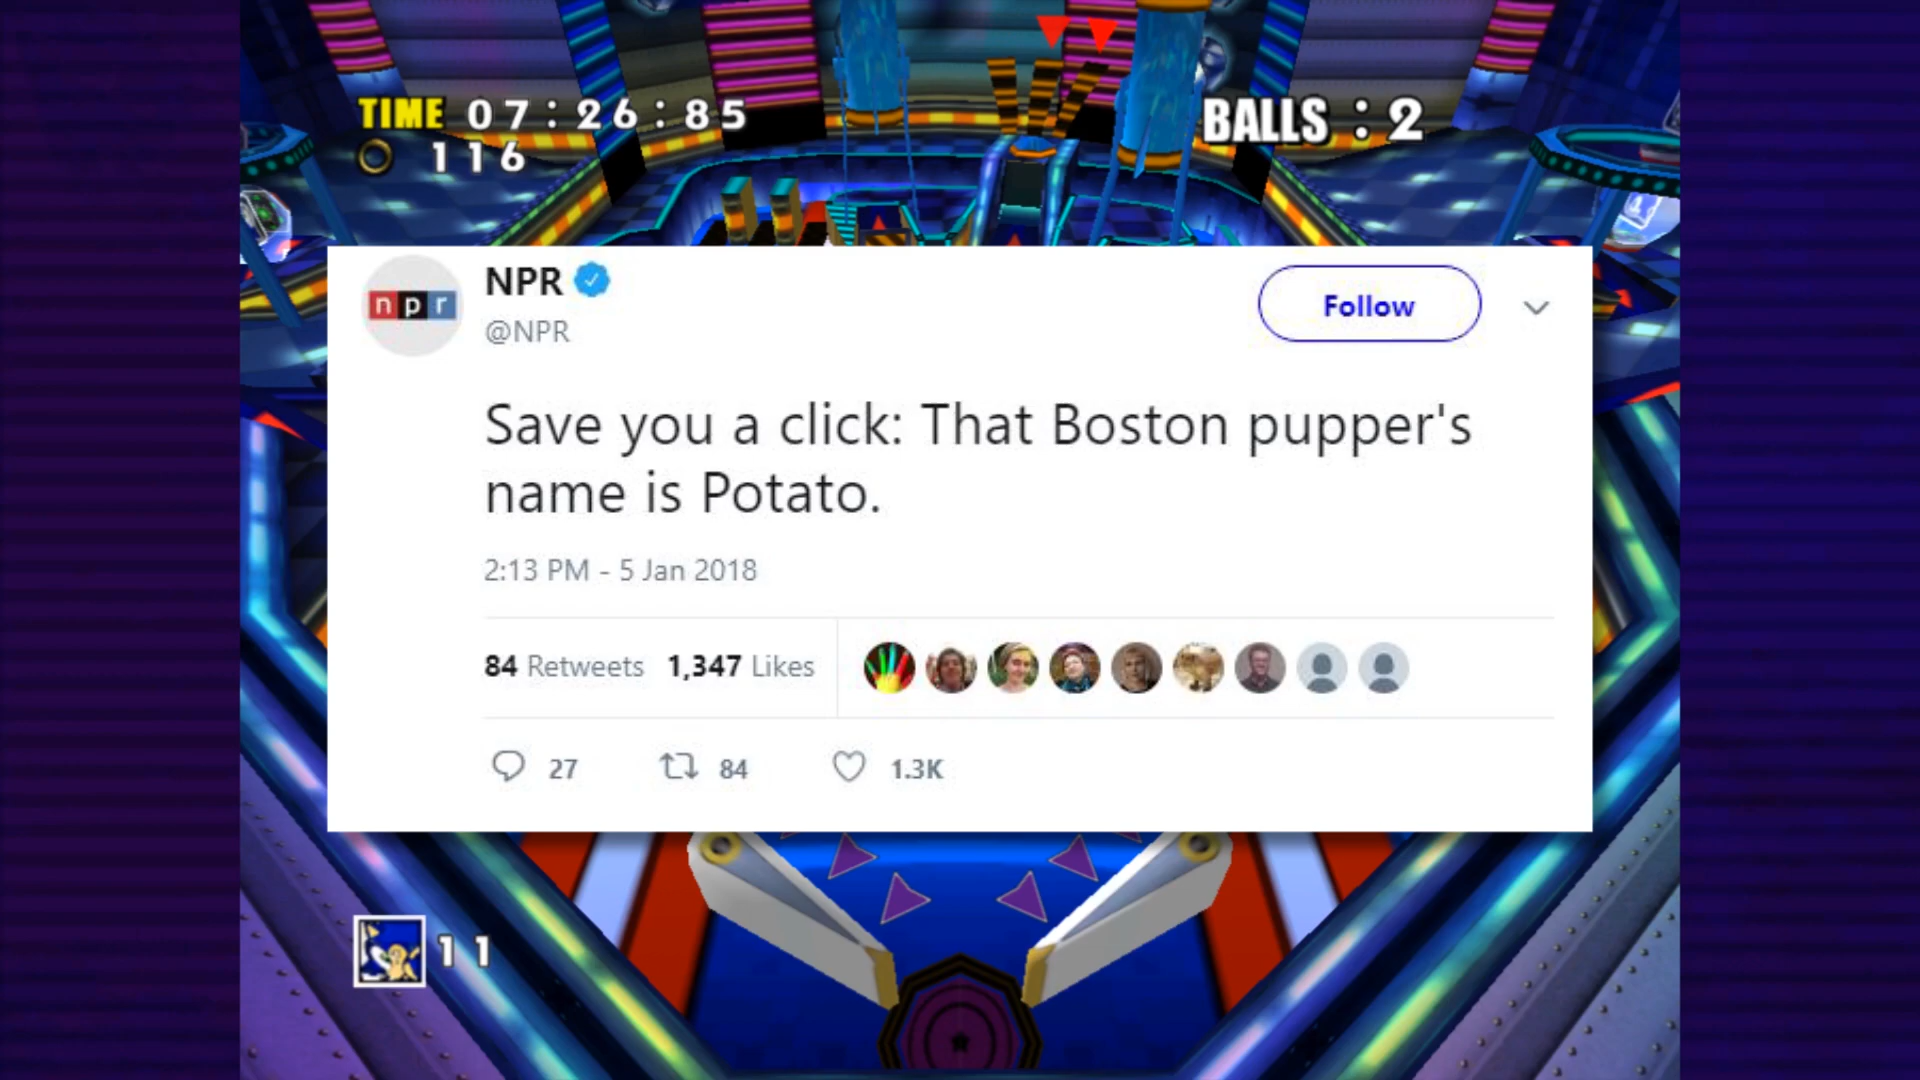 TIME 07:26:85
116
BALLS : 2
npr
NPR
@NPR
Follow
Save you a click: That Boston pupper's
name is Potato.
2:13 PM - 5 Jan 2018
84 Retweets 1,347 Likes
27 84 1.3K
11